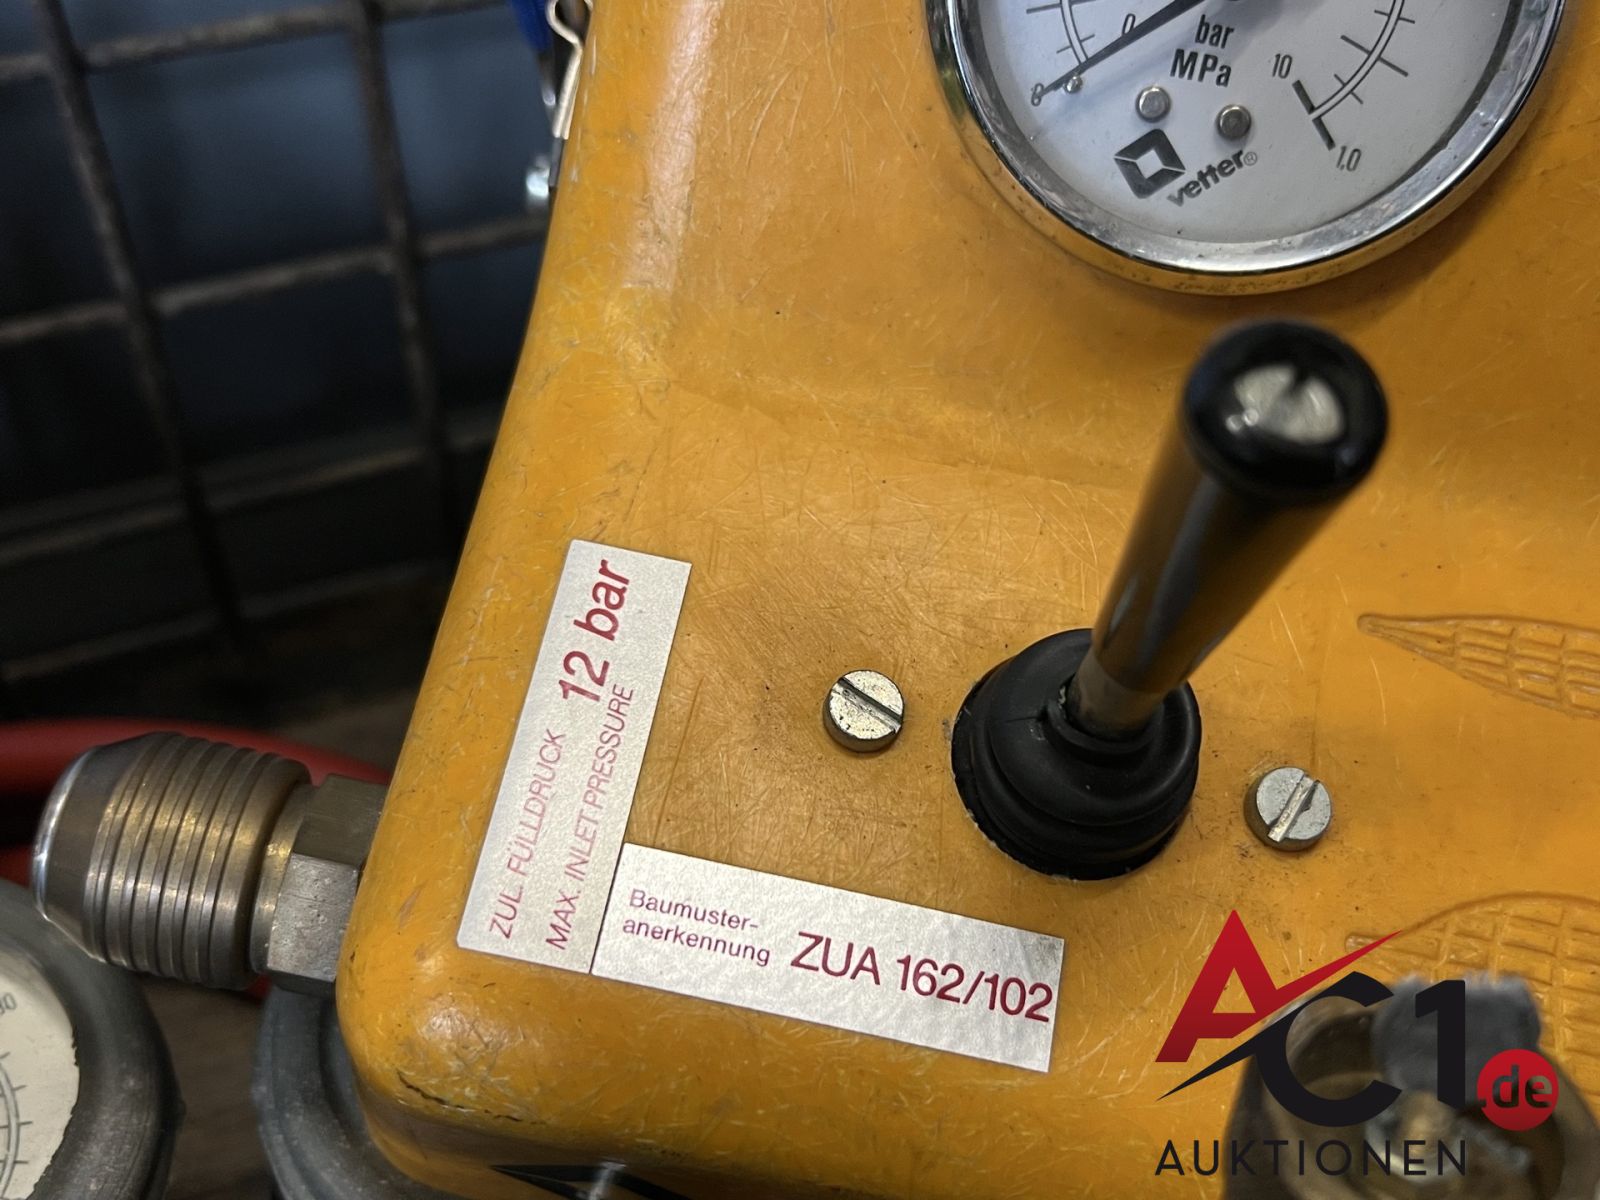 0
bar
MPa
10
0
1.0
vetter®
ZUL. FÜLLDRUCK 12 bar
MAX. INLET PRESSURE
Baumuster-
anerkennung ZUA 162/102
AC1.de
AUKTIONEN